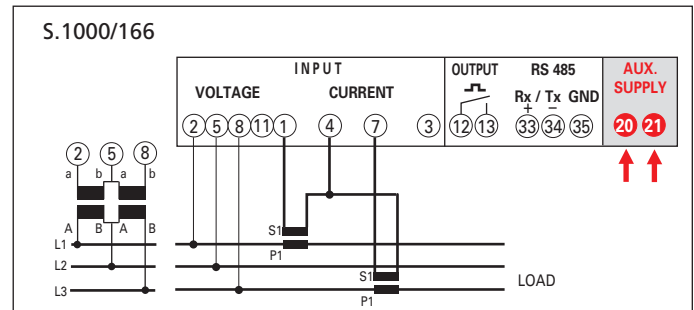 S.1000/166
INPUT
OUTPUT
RS 485
AUX.
SUPPLY
VOLTAGE
CURRENT
Rx / Tx GND
+ −
2 5 8 11 1 4 7 3 12 13 33 34 35 20 21
2 5 8
a b a b
A B A B
S1
P1
L1
L2
L3
S1
P1
LOAD